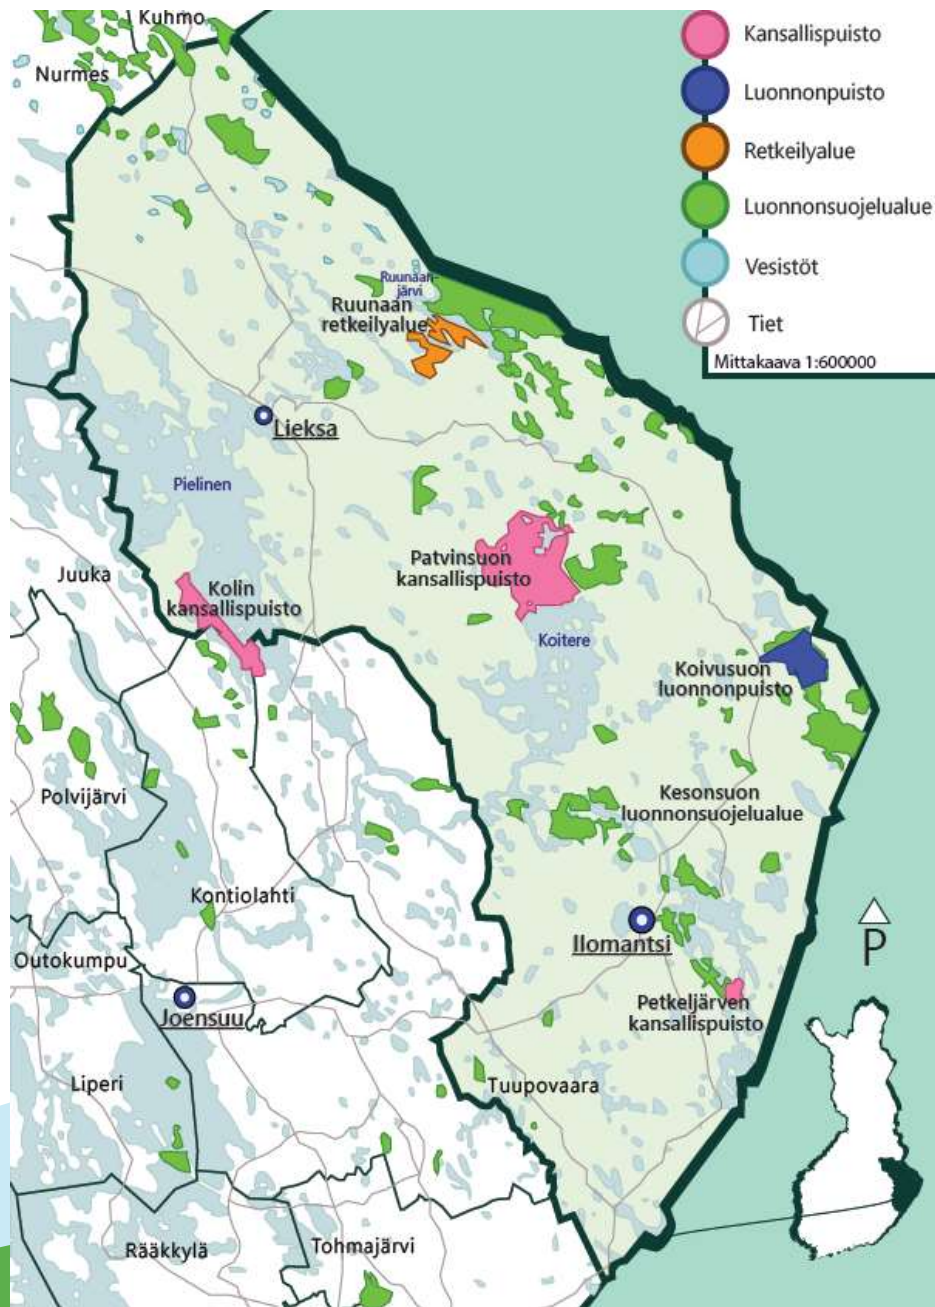 Kuhmo
Nurmes
Kansallispuisto
Luonnonpuisto
Retkeilyalue
Luonnonsuojelualue
Vesistöt
Tiet
Mittakaava 1:600000
Ruunaan-
järvi
Ruunaan
retkeilyalue
Lieksa
Pielinen
Patvinsuon
kansallispuisto
Juuka
Kolin
kansallispuisto
Koitere
Koivusuon
luonnonpuisto
Polvijärvi
Kesonsuon
luonnonsuojelualue
Kontiolahti
Ilomantsi
P
Outokumpu
Joensuu
Petkeljärven
kansallispuisto
Liperi
Tuupovaara
Rääkkylä
Tohmajärvi